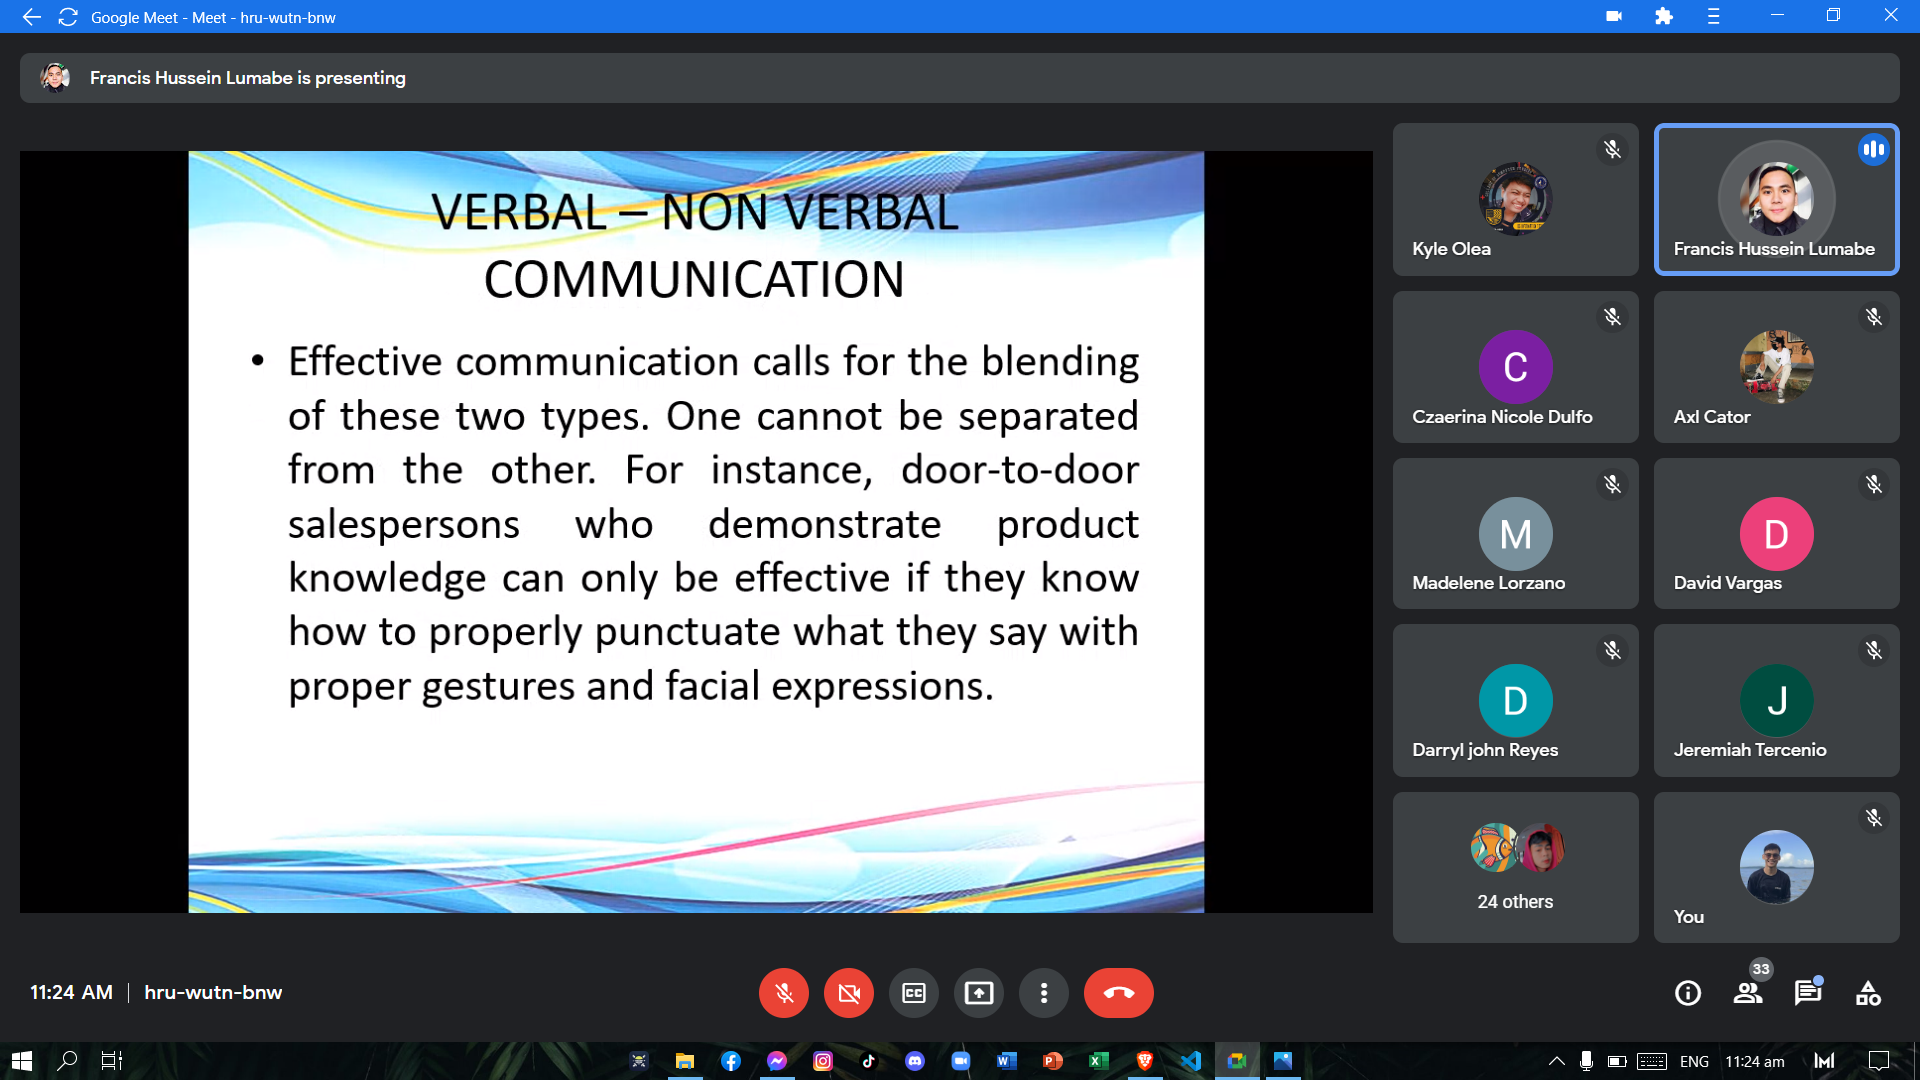 Google Meet - Meet - hru-wutn-bnw
Francis Hussein Lumabe is presenting
VERBAL – NON VERBAL
COMMUNICATION
• Effective communication calls for the blending
of these two types. One cannot be separated
from the other. For instance, door-to-door
salespersons who demonstrate product
knowledge can only be effective if they know
how to properly punctuate what they say with
proper gestures and facial expressions.
Kyle Olea
Francis Hussein Lumabe
C
Czaerina Nicole Dulfo
Axl Cator
M
Madelene Lorzano
D
David Vargas
D
Darryl john Reyes
J
Jeremiah Tercenio
24 others
You
11:24 AM | hru-wutn-bnw
CC
33
ENG
11:24 am